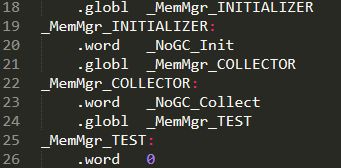 18 .globl _MemMgr_INITIALIZER
19 _MemMgr_INITIALIZER:
20 .word _NoGC_Init
21 .globl _MemMgr_COLLECTOR
22 _MemMgr_COLLECTOR:
23 .word _NoGC_Collect
24 .globl _MemMgr_TEST
25 _MemMgr_TEST:
26 .word 0